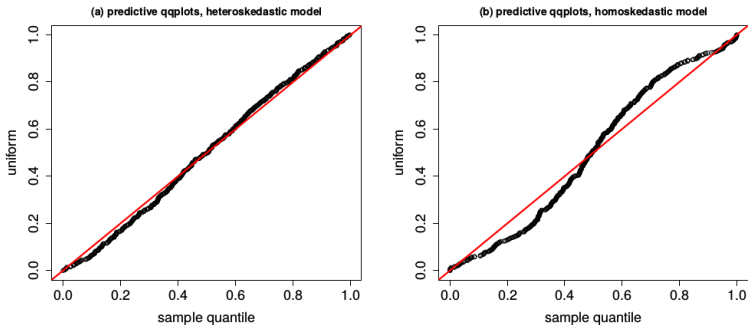 (a) predictive qqplots, heteroskedastic model
uniform
1.0
0.8
0.6
0.4
0.2
0.0
0.0 0.2 0.4 0.6 0.8 1.0
sample quantile
(b) predictive qqplots, homoskedastic model
uniform
1.0
0.8
0.6
0.4
0.2
0.0
0.0 0.2 0.4 0.6 0.8 1.0
sample quantile